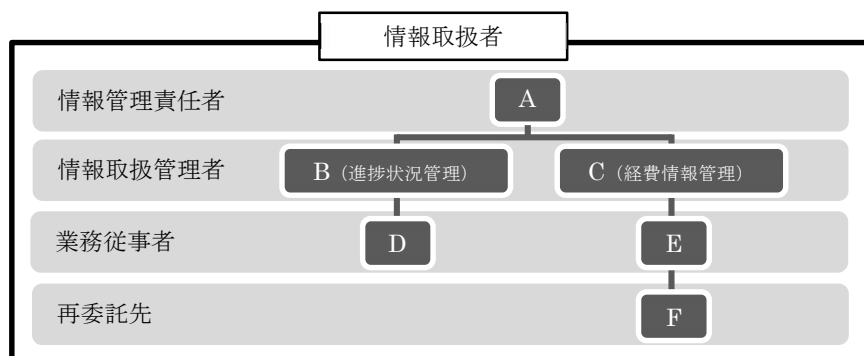 情報取扱者
情報管理責任者
A
情報取扱管理者
B（進捗状況管理）
C（経費情報管理）
業務従事者
D
E
再委託先
F